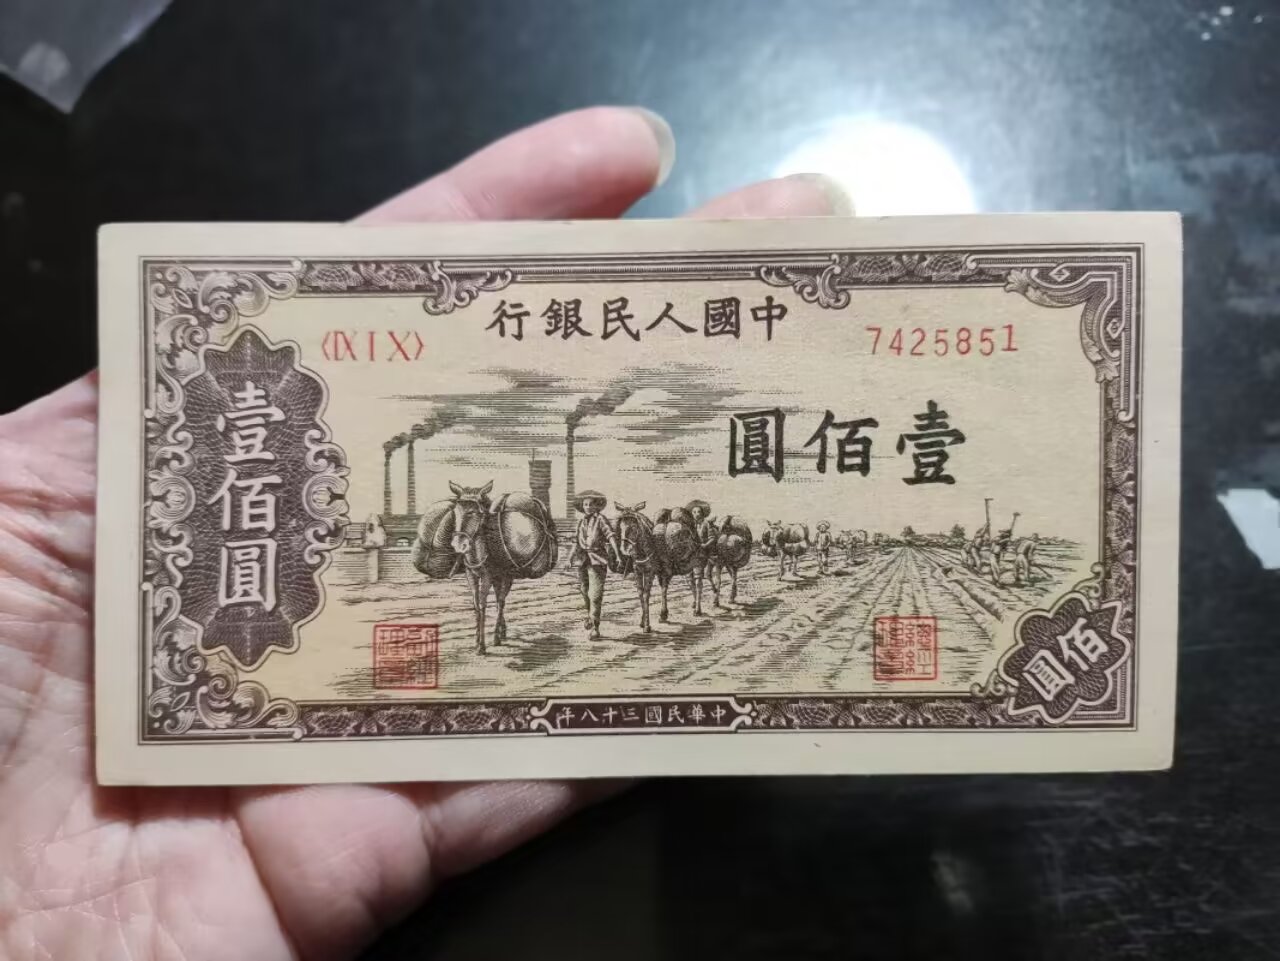 中國人民銀行
〈IX I X〉
7425851
壹佰圓
壹佰圓
佰圓
中華民國三十八年